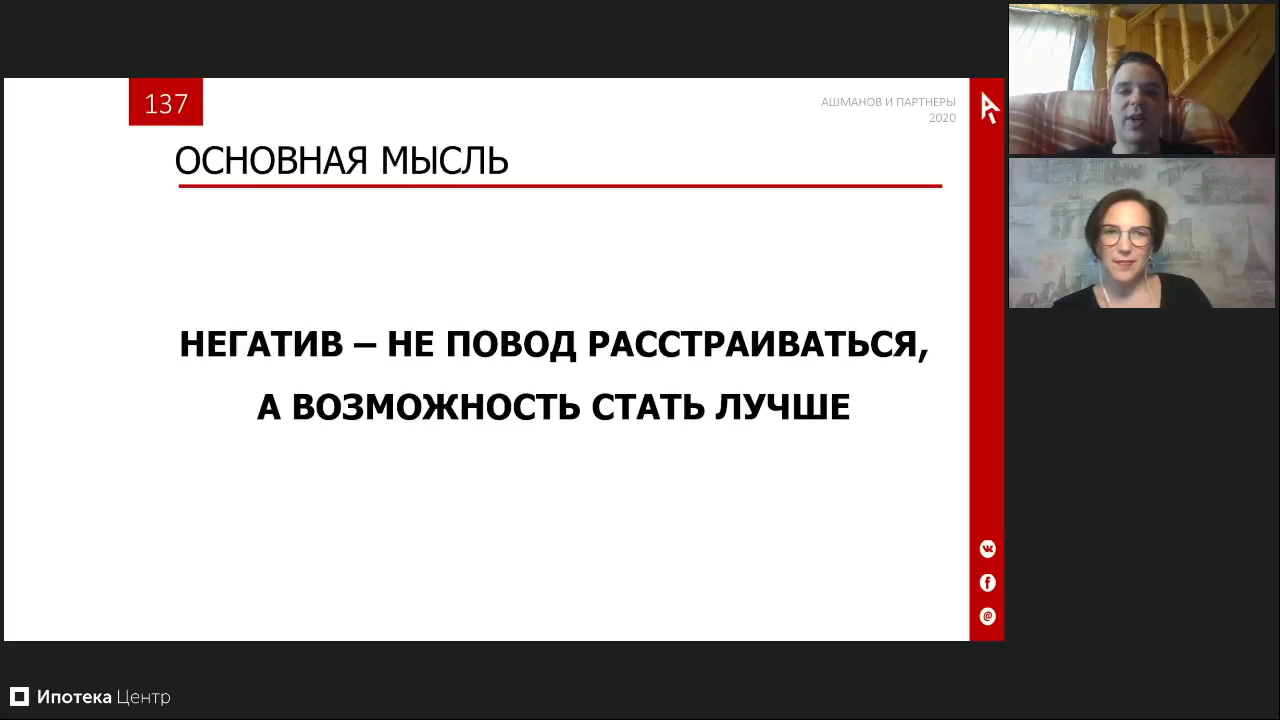 137
АШМАНОВ И ПАРТНЕРЫ
2020
ОСНОВНАЯ МЫСЛЬ
НЕГАТИВ – НЕ ПОВОД РАССТРАИВАТЬСЯ,
А ВОЗМОЖНОСТЬ СТАТЬ ЛУЧШЕ
Ипотека Центр